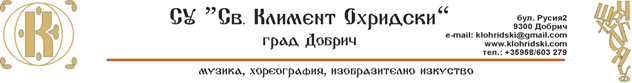 СУ "Св. Климент Охридски"
град Добрич
бул. Русия2
9300 Добрич
e-mail: klohridski@gmail.com
www.klohridski.com
тел.: +35958/603 279
музика, хореография, изобразително изкуство